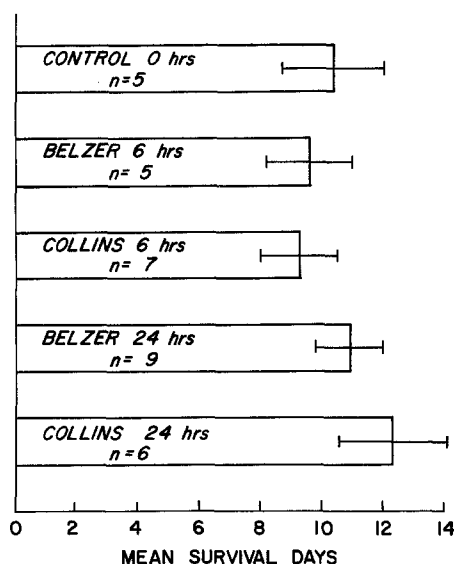 CONTROL 0 hrs
n=5
BELZER 6 hrs
n= 5
COLLINS 6 hrs
n= 7
BELZER 24 hrs
n= 9
COLLINS 24 hrs
n=6
0 2 4 6 8 10 12 14
MEAN SURVIVAL DAYS